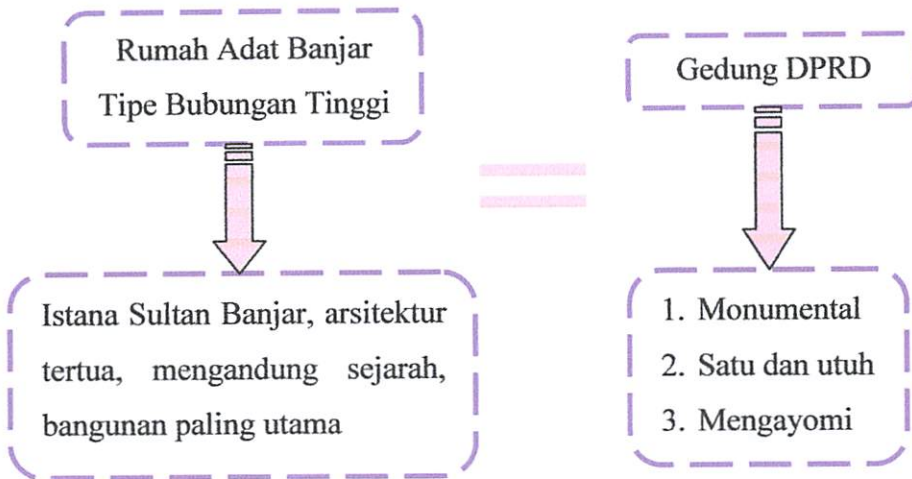 Rumah Adat Banjar
Tipe Bubungan Tinggi
Gedung DPRD
Istana Sultan Banjar, arsitektur
tertua, mengandung sejarah,
bangunan paling utama
1. Monumental
2. Satu dan utuh
3. Mengayomi